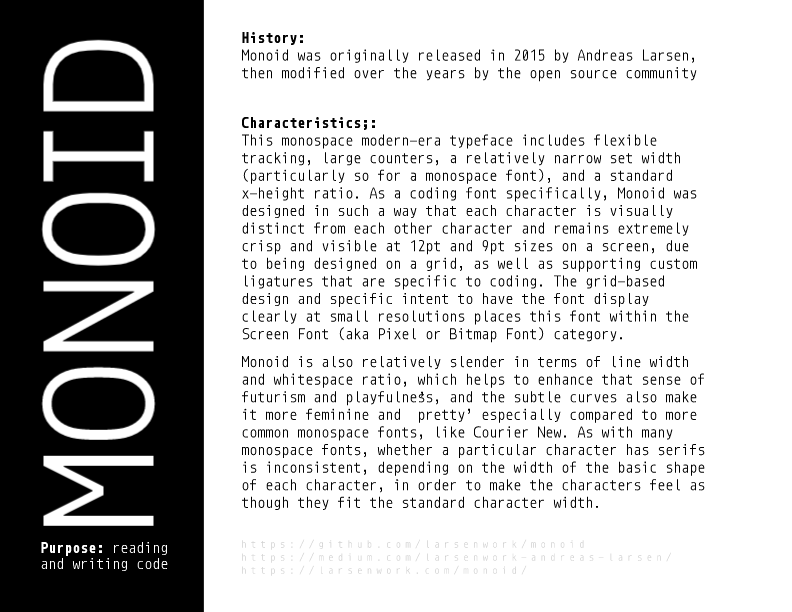 MONOID
Purpose: reading
and writing code
History:
Monoid was originally released in 2015 by Andreas Larsen,
then modified over the years by the open source community
Characteristics;:
This monospace modern-era typeface includes flexible
tracking, large counters, a relatively narrow set width
(particularly so for a monospace font), and a standard
x-height ratio. As a coding font specifically, Monoid was
designed in such a way that each character is visually
distinct from each other character and remains extremely
crisp and visible at 12pt and 9pt sizes on a screen, due
to being designed on a grid, as well as supporting custom
ligatures that are specific to coding. The grid-based
design and specific intent to have the font display
clearly at small resolutions places this font within the
Screen Font (aka Pixel or Bitmap Font) category.
Monoid is also relatively slender in terms of line width
and whitespace ratio, which helps to enhance that sense of
futurism and playfulness, and the subtle curves also make
it more feminine and ‘pretty’ especially compared to more
common monospace fonts, like Courier New. As with many
monospace fonts, whether a particular character has serifs
is inconsistent, depending on the width of the basic shape
of each character, in order to make the characters feel as
though they fit the standard character width.
https://github.com/larsenwork/monoid
https://medium.com/larsenwork-andreas-larsen/
https://larsenwork.com/monoid/